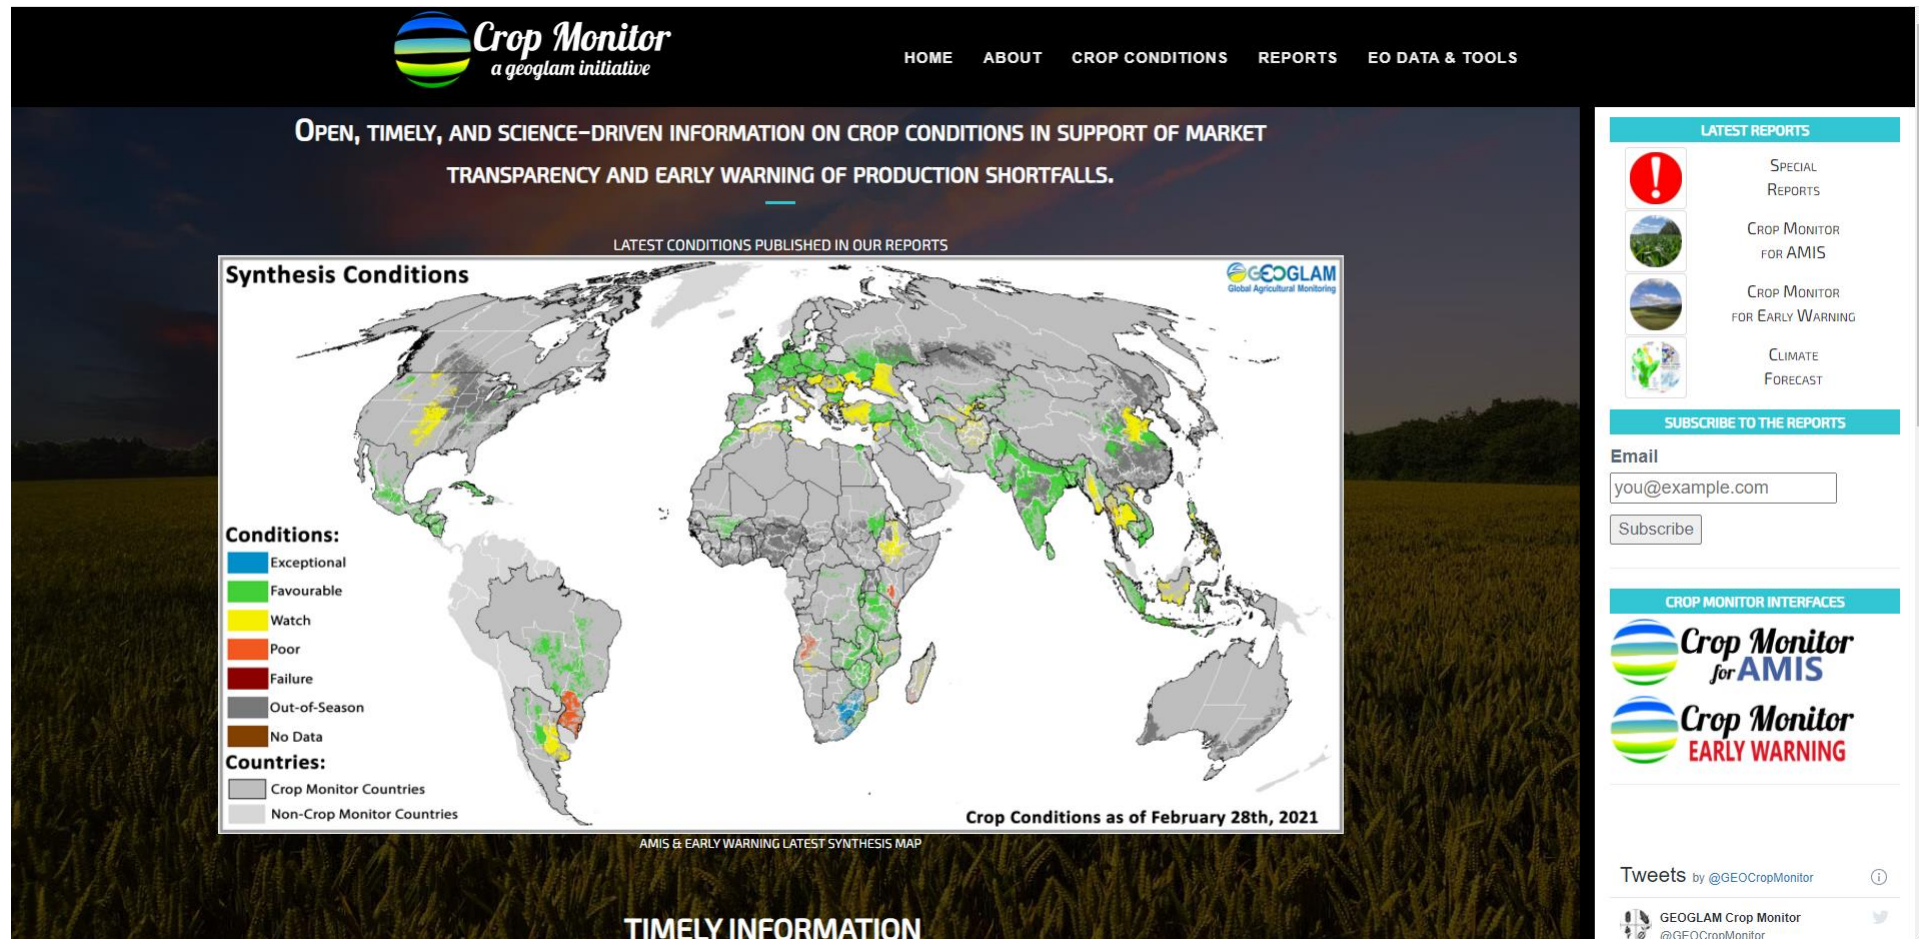 Crop Monitor
a geoglam initiative
HOME ABOUT CROP CONDITIONS REPORTS EO DATA & TOOLS
OPEN, TIMELY, AND SCIENCE-DRIVEN INFORMATION ON CROP CONDITIONS IN SUPPORT OF MARKET
TRANSPARENCY AND EARLY WARNING OF PRODUCTION SHORTFALLS.
LATEST CONDITIONS PUBLISHED IN OUR REPORTS
Synthesis Conditions
GEOGLAM
Global Agricultural Monitoring
Conditions:
Exceptional
Favourable
Watch
Poor
Failure
Out-of-Season
No Data
Countries:
Crop Monitor Countries
Non-Crop Monitor Countries
Crop Conditions as of February 28th, 2021
AMIS & EARLY WARNING LATEST SYNTHESIS MAP
TIMELY INFORMATION
LATEST REPORTS
SPECIAL
REPORTS
CROP MONITOR
FOR AMIS
CROP MONITOR
FOR EARLY WARNING
CLIMATE
FORECAST
SUBSCRIBE TO THE REPORTS
Email
you@example.com
Subscribe
CROP MONITOR INTERFACES
Crop Monitor
for AMIS
Crop Monitor
EARLY WARNING
Tweets by @GEOCropMonitor
GEOGLAM Crop Monitor
@GEOCropMonitor